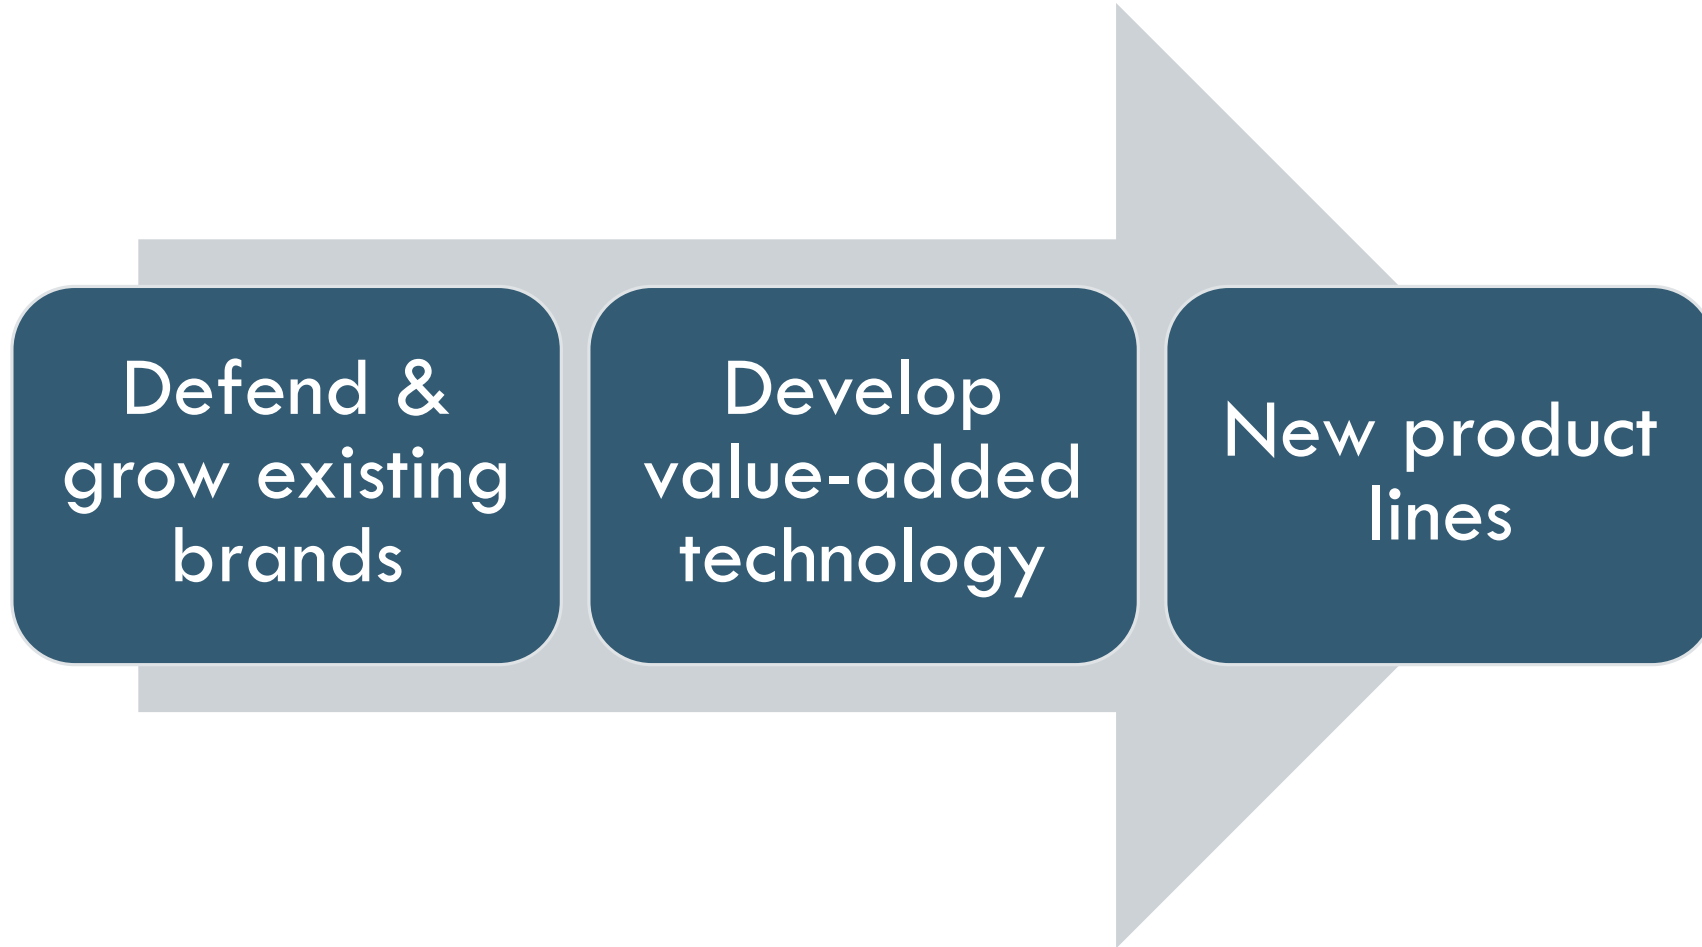 Defend &
grow existing
brands
Develop
value-added
technology
New product
lines